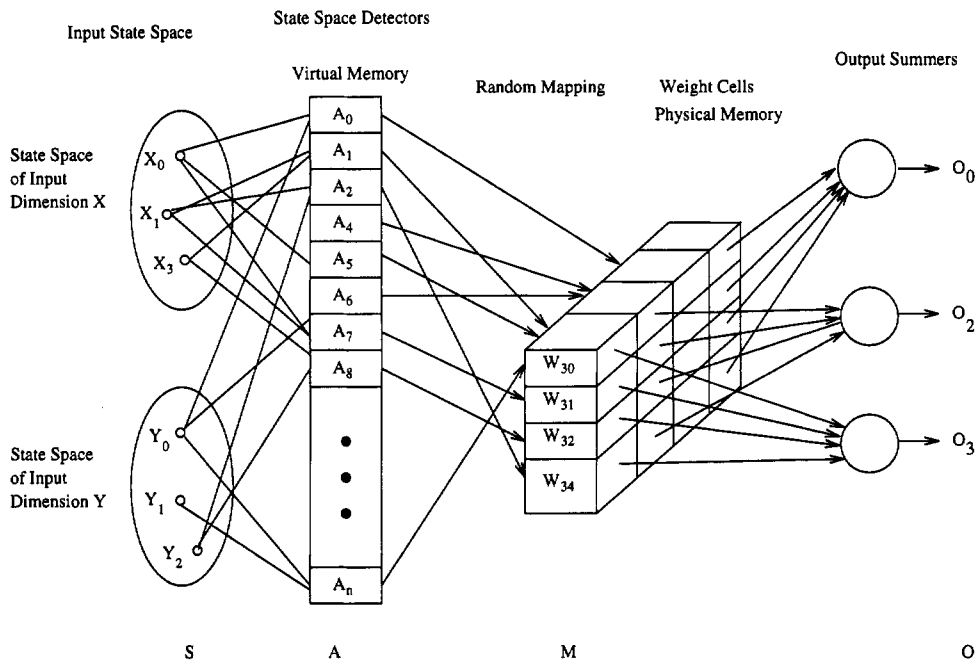 State Space Detectors
Input State Space
Output Summers
Virtual Memory
Random Mapping
Weight Cells
Physical Memory
State Space
of Input
Dimension X
X0
X1
X3
A0
A1
A2
A4
A5
A6
A7
A8
An
W30
W31
W32
W34
O0
O2
O3
State Space
of Input
Dimension Y
Y0
Y1
Y2
S
A
M
O